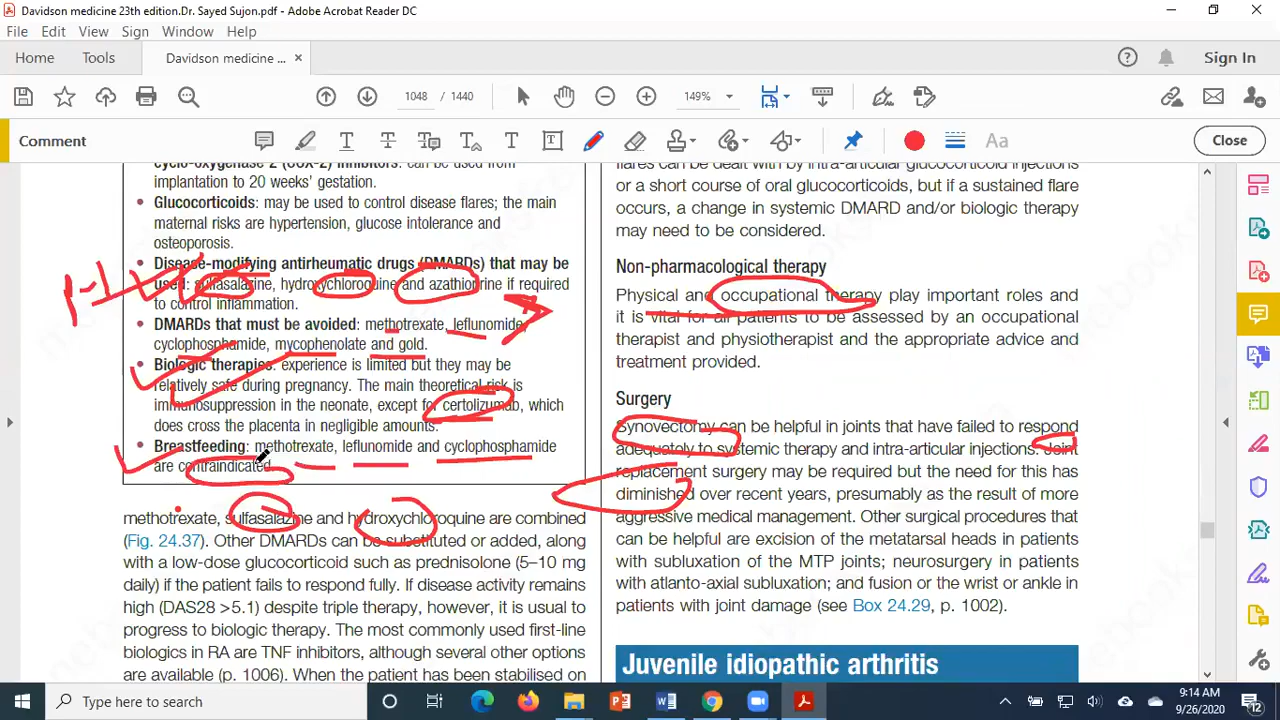 Davidson medicine 23th edition.Dr. Sayed Sujon.pdf - Adobe Acrobat Reader DC
File Edit View Sign Window Help
Home Tools Davidson medicine ... × Sign In
1048 / 1440 149%
Comment Close
cyclo-oxygenase 2 (COX-2) inhibitors: can be used from
implantation to 20 weeks' gestation.
• Glucocorticoids: may be used to control disease flares; the main
maternal risks are hypertension, glucose intolerance and
osteoporosis.
• Disease-modifying antirheumatic drugs (DMARDs) that may be
used: sulfasalazine, hydroxychloroquine and azathioprine if required
to control inflammation.
• DMARDs that must be avoided: methotrexate, leflunomide,
cyclophosphamide, mycophenolate and gold.
• Biologic therapies: experience is limited but they may be
relatively safe during pregnancy. The main theoretical risk is
immunosuppression in the neonate, except for certolizumab, which
does cross the placenta in negligible amounts.
• Breastfeeding: methotrexate, leflunomide and cyclophosphamide
are contraindicated.
methotrexate, sulfasalazine and hydroxychloroquine are combined
(Fig. 24.37). Other DMARDs can be substituted or added, along
with a low-dose glucocorticoid such as prednisolone (5–10 mg
daily) if the patient fails to respond fully. If disease activity remains
high (DAS28 >5.1) despite triple therapy, however, it is usual to
progress to biologic therapy. The most commonly used first-line
biologics in RA are TNF inhibitors, although several other options
are available (p. 1006). When the patient has been stabilised on
flares can be dealt with by intra-articular glucocorticoid injections
or a short course of oral glucocorticoids, but if a sustained flare
occurs, a change in systemic DMARD and/or biologic therapy
may need to be considered.
Non-pharmacological therapy
Physical and occupational therapy play important roles and
it is vital for all patients to be assessed by an occupational
therapist and physiotherapist and the appropriate advice and
treatment provided.
Surgery
Synovectomy can be helpful in joints that have failed to respond
adequately to systemic therapy and intra-articular injections. Joint
replacement surgery may be required but the need for this has
diminished over recent years, presumably as the result of more
aggressive medical management. Other surgical procedures that
can be helpful are excision of the metatarsal heads in patients
with subluxation of the MTP joints; neurosurgery in patients
with atlanto-axial subluxation; and fusion or the wrist or ankle in
patients with joint damage (see Box 24.29, p. 1002).
Juvenile idiopathic arthritis
Type here to search
9:14 AM
9/26/2020
12